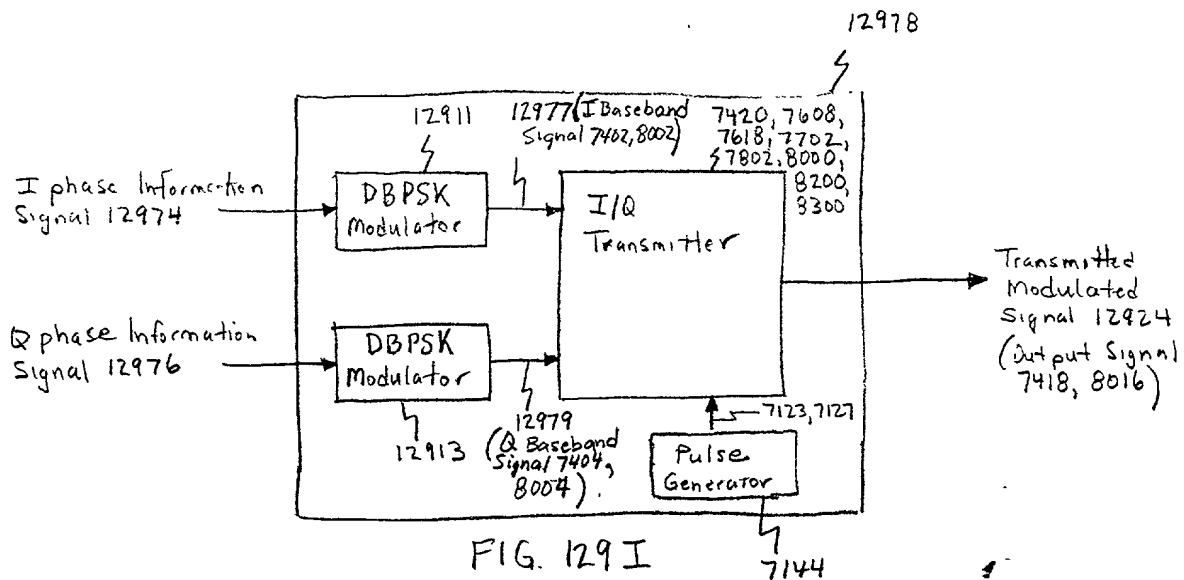 12978
12911
12977 (I Baseband
Signal 7402, 8002)
7420, 7608,
7618, 7702,
7802, 8000,
8200,
8300
I phase Information
Signal 12974
DBPSK
Modulator
I/Q
Transmitter
Transmitted
Modulated
Signal 12924
(Output Signal
7418, 8016)
Q phase Information
Signal 12976
DBPSK
Modulator
12913
12979
(Q Baseband
Signal 7404,
8004).
7123, 7127
Pulse
Generator
7144
FIG. 129 I